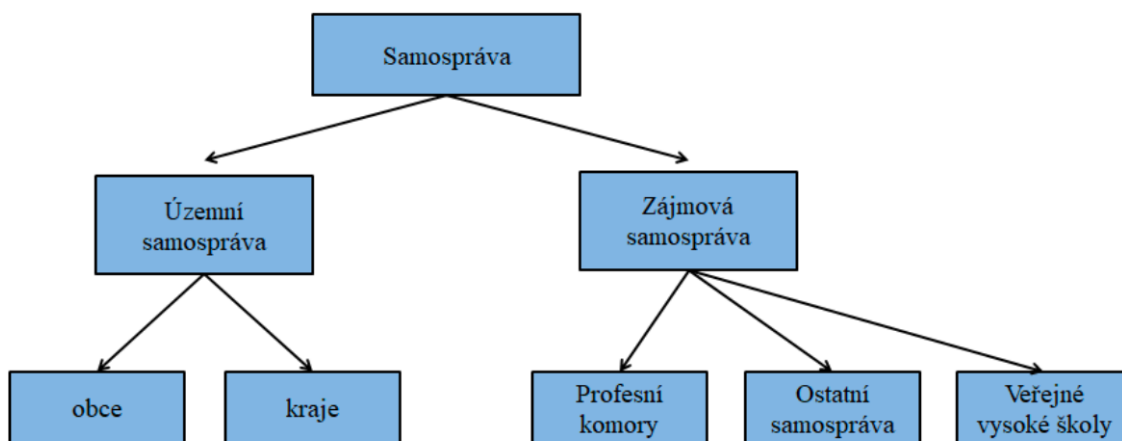 Samospráva
Územní
samospráva
Zájmová
samospráva
obce
kraje
Profesní
komory
Ostatní
samospráva
Veřejné
vysoké školy